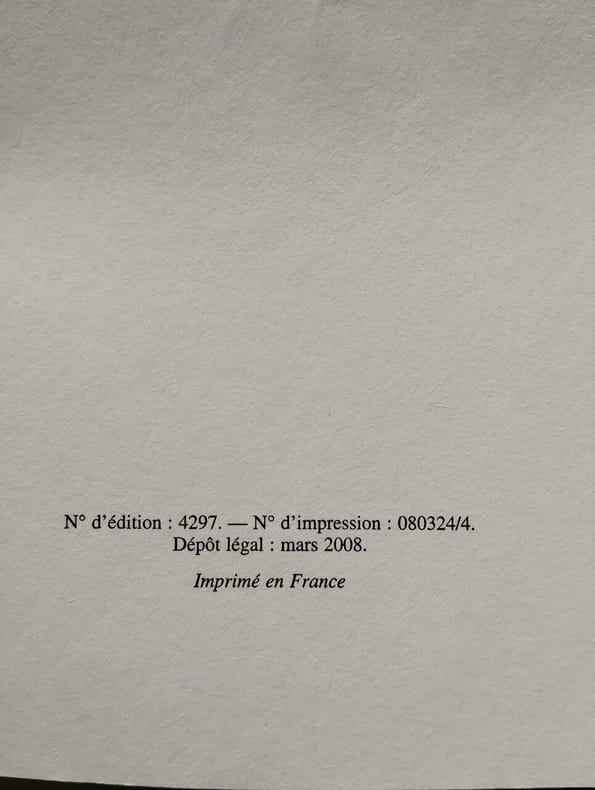 N° d'édition : 4297. — N° d'impression : 080324/4.
Dépôt légal : mars 2008.
Imprimé en France